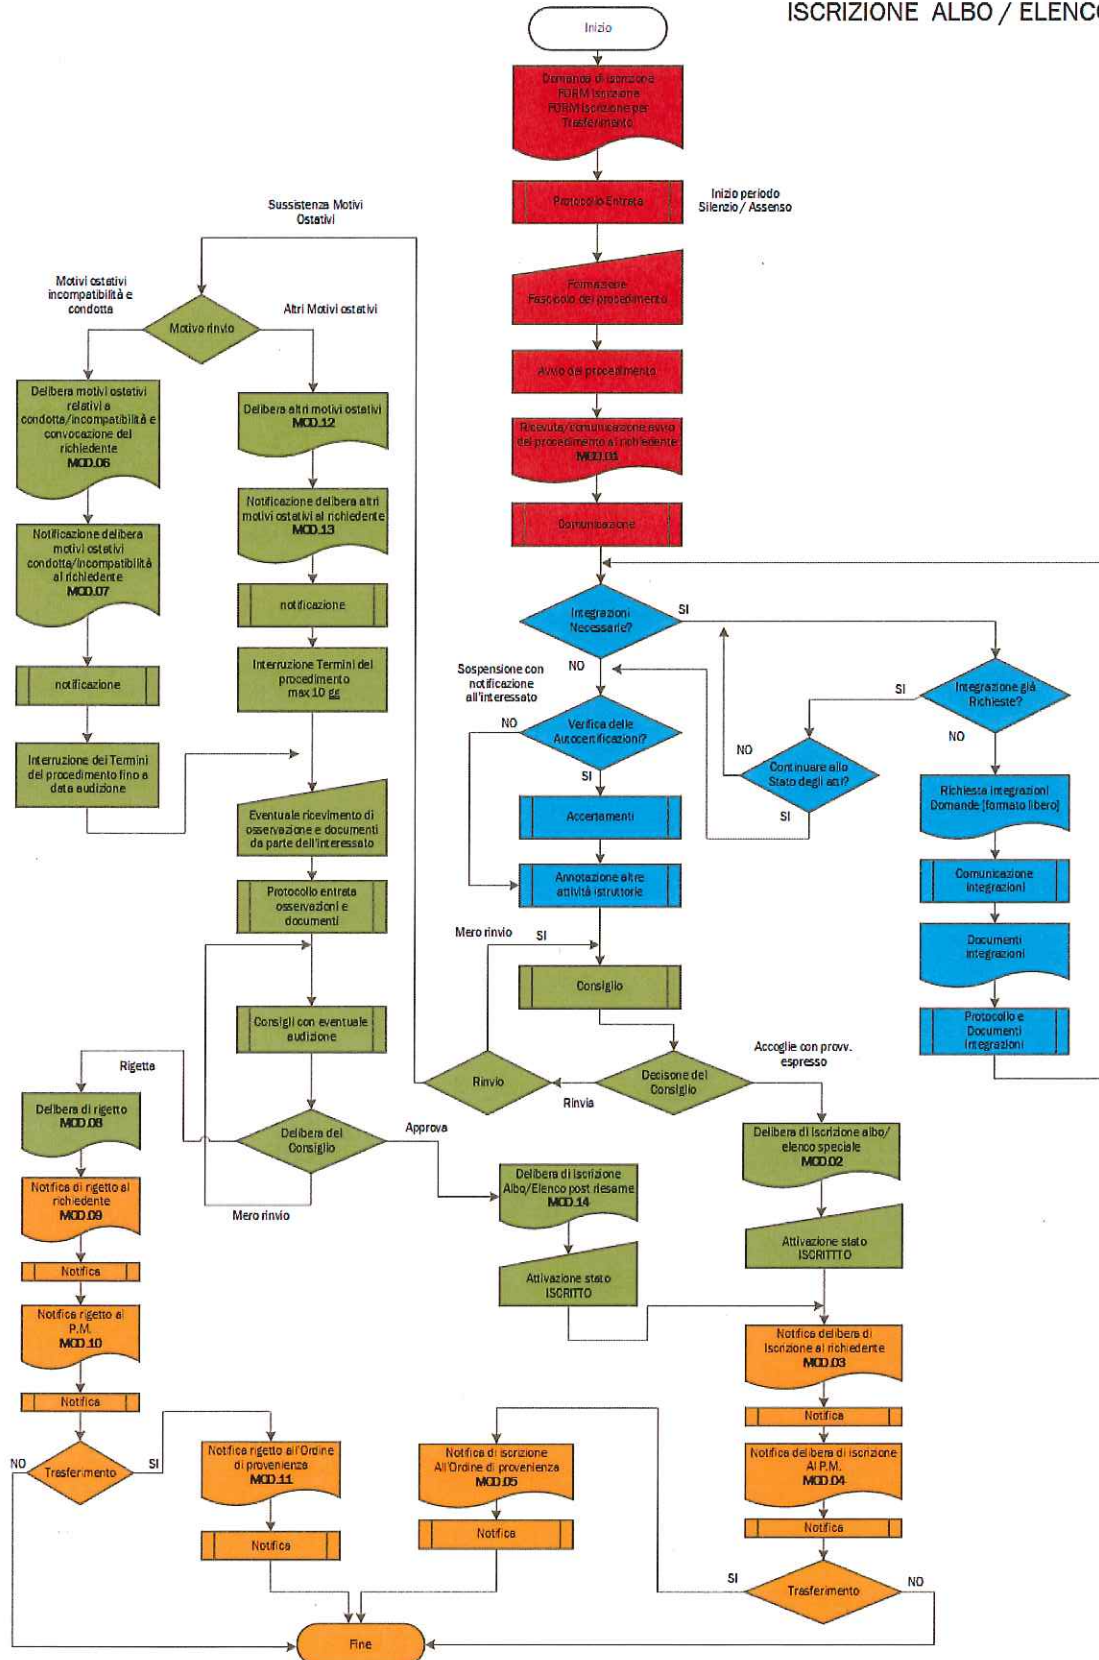 ISCRIZIONE ALBO / ELENCO
Inizio
Domanda di iscrizione
FORM Iscrizione
FORM Iscrizione per
Trasferimento
Protocollo Entrata
Inizio periodo
Silenzio / Assenso
Formazione
Fascicolo del procedimento
Avvio del procedimento
Ricevuta/comunicazione avvio
del procedimento al richiedente
MOD.01
Comunicazione
Sussistenza Motivi
Ostativi
Motivi ostativi
incompatibilità e
condotta
Altri Motivi ostativi
Motivo rinvio
Delibera motivi ostativi
relativi a
condotta/incompatibilità e
convocazione del
richiedente
MOD.06
Notificazione delibera
motivi ostativi
condotta/incompatibilità
al richiedente
MOD.07
notificazione
Interruzione dei Termini
del procedimento fino a
data audizione
Delibera altri motivi ostativi
MOD.12
Notificazione delibera altri
motivi ostativi al richiedente
MOD.13
notificazione
Interruzione Termini del
procedimento
max 10 gg
Eventuale ricevimento di
osservazione e documenti
da parte dell'interessato
Protocollo entrata
osservazioni e
documenti
Consigli con eventuale
audizione
Delibera del
Consiglio
Rigetta
Approva
Mero rinvio
Integrazioni
Necessarie?
SI
NO
Sospensione con
notificazione
all'interessato
Verifica delle
Autocertificazioni?
NO
SI
Accertamenti
Annotazione altre
attività istruttorie
Integrazione già
Richieste?
SI
NO
Continuare allo
Stato degli atti?
NO
SI
Richiesta integrazioni
Domande (formato libero)
Comunicazione
integrazioni
Documenti
integrazioni
Protocollo e
Documenti
Integrazioni
Mero rinvio
SI
Consiglio
Decisone del
Consiglio
Rinvia
Rinvio
Accoglie con provv.
espresso
Delibera di iscrizione albo/
elenco speciale
MOD.02
Attivazione stato
ISCRITTTO
Delibera di Iscrizione
Albo/Elenco post riesame
MOD.14
Attivazione stato
ISCRITTO
Delibera di rigetto
MOD.08
Notifica di rigetto al
richiedente
MOD.09
Notifica
Notifica rigetto al
P.M.
MOD.10
Notifica
Trasferimento
NO
SI
Notifica rigetto all'Ordine
di provenienza
MOD.11
Notifica
Notifica di iscrizione
All'Ordine di provenienza
MOD.05
Notifica
Notifica delibera di
Iscrizione al richiedente
MOD.03
Notifica
Notifica delibera di iscrizione
Al P.M.
MOD.04
Notifica
Trasferimento
SI
NO
Fine